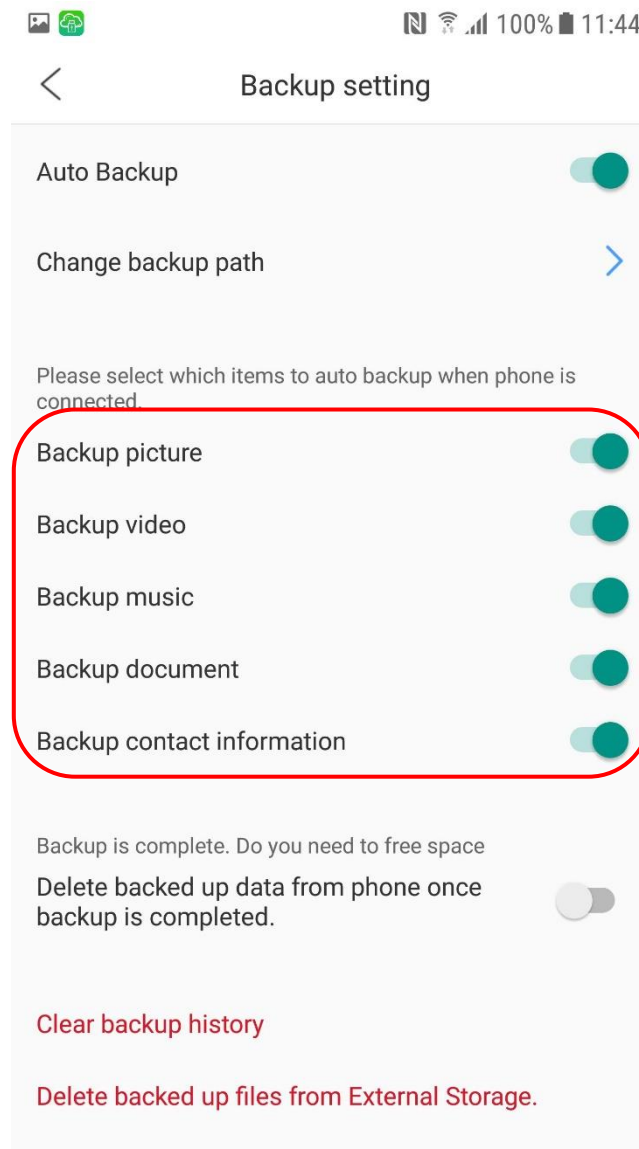 100% 11:44
Backup setting
Auto Backup
Change backup path
Please select which items to auto backup when phone is
connected.
Backup picture
Backup video
Backup music
Backup document
Backup contact information
Backup is complete. Do you need to free space
Delete backed up data from phone once
backup is completed.
Clear backup history
Delete backed up files from External Storage.